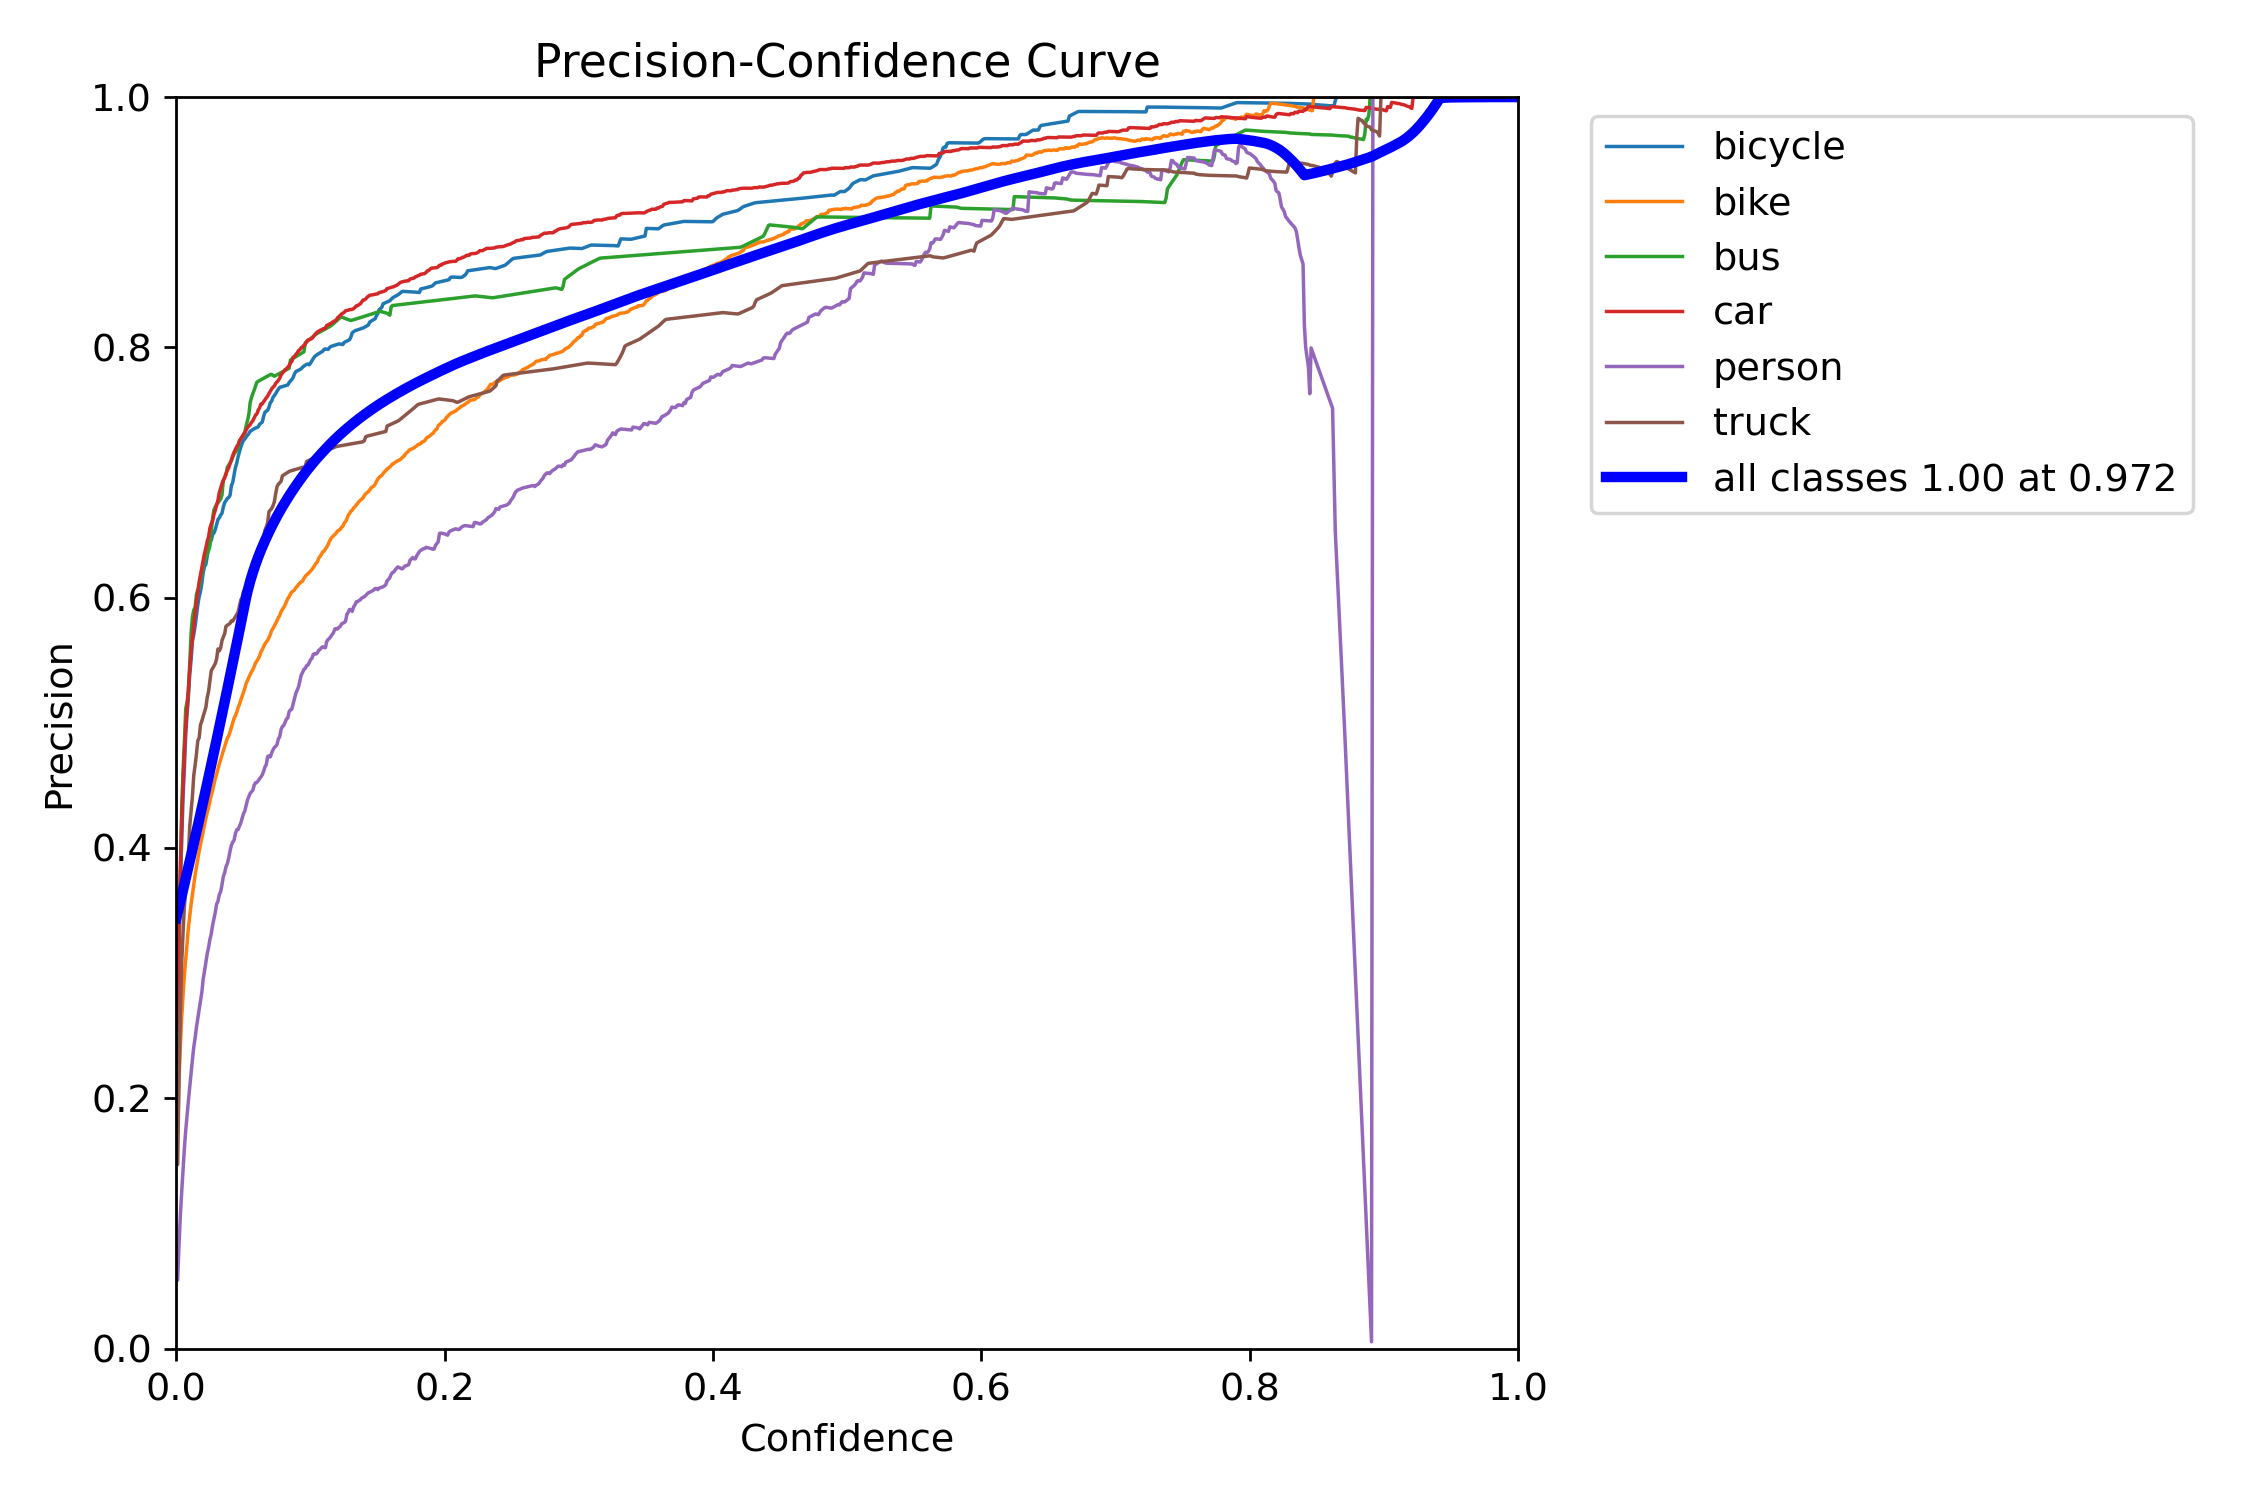 Precision-Confidence Curve
1.0
0.8
0.6
0.4
0.2
0.0
Precision
0.0 0.2 0.4 0.6 0.8 1.0
Confidence
bicycle
bike
bus
car
person
truck
all classes 1.00 at 0.972